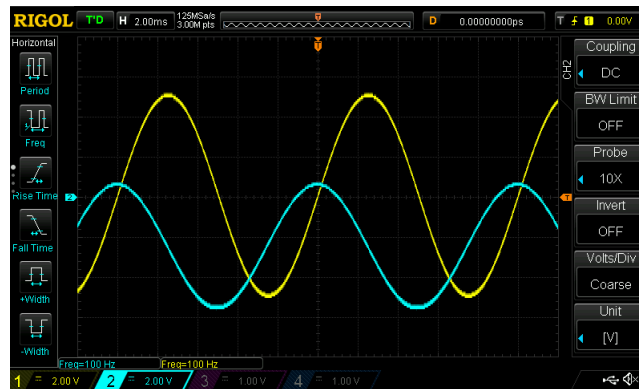 RIGOL T'D H 2.00ms 125MSa/s 3.00M pts D 0.00000000ps T 1 0.00V
T
Horizontal
Period
Freq
Rise Time
Fall Time
+Width
-Width
2
T
CH2
Coupling
DC
BW Limit
OFF
Probe
10X
Invert
OFF
Volts/Div
Coarse
Unit
[V]
Freq=100 Hz Freq=100 Hz
1 = 2.00 V 2 = 2.00 V 3 = 1.00 V 4 = 1.00 V